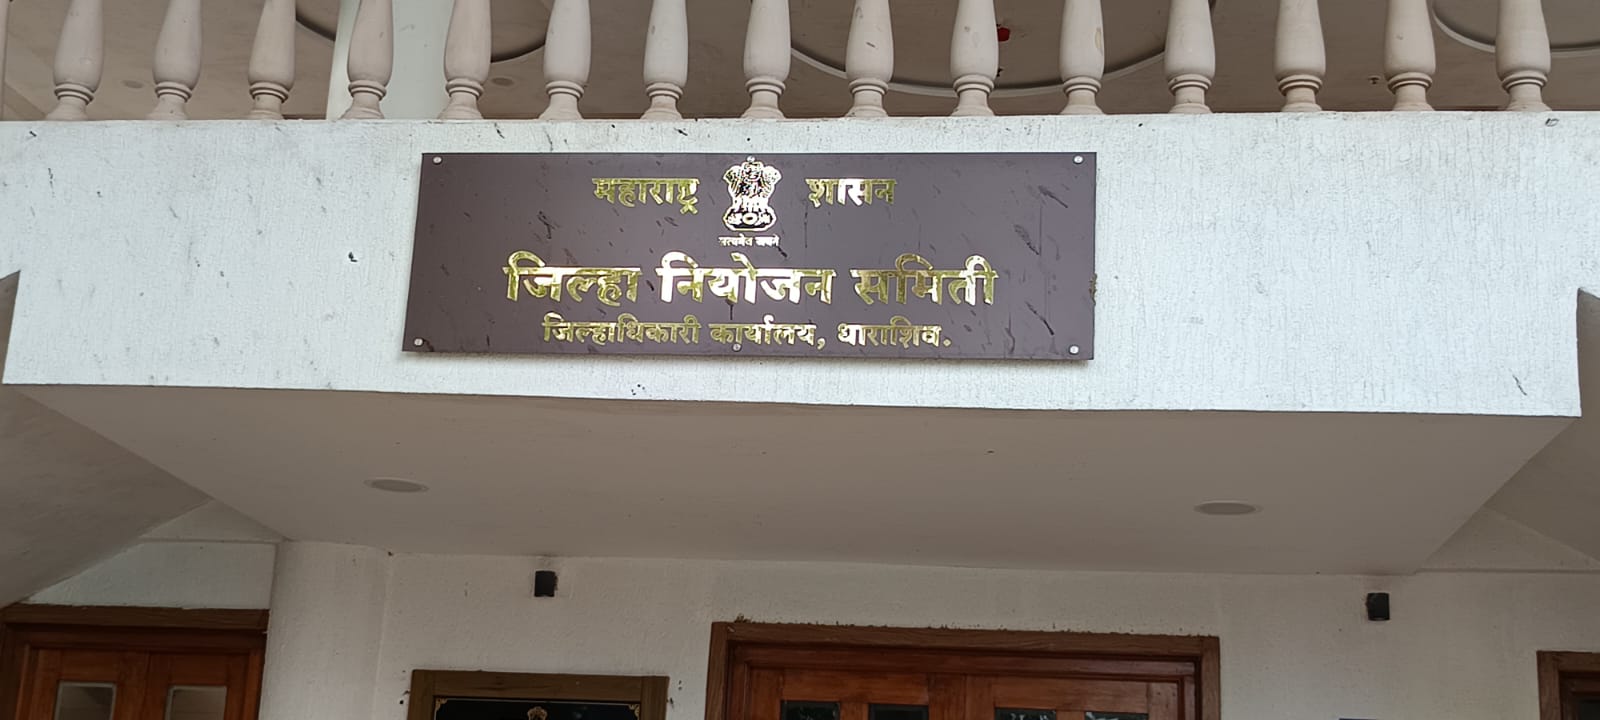 महाराष्ट्र शासन
सत्यमेव जयते
जिल्हा नियोजन समिती
जिल्हाधिकारी कार्यालय, धाराशिव.